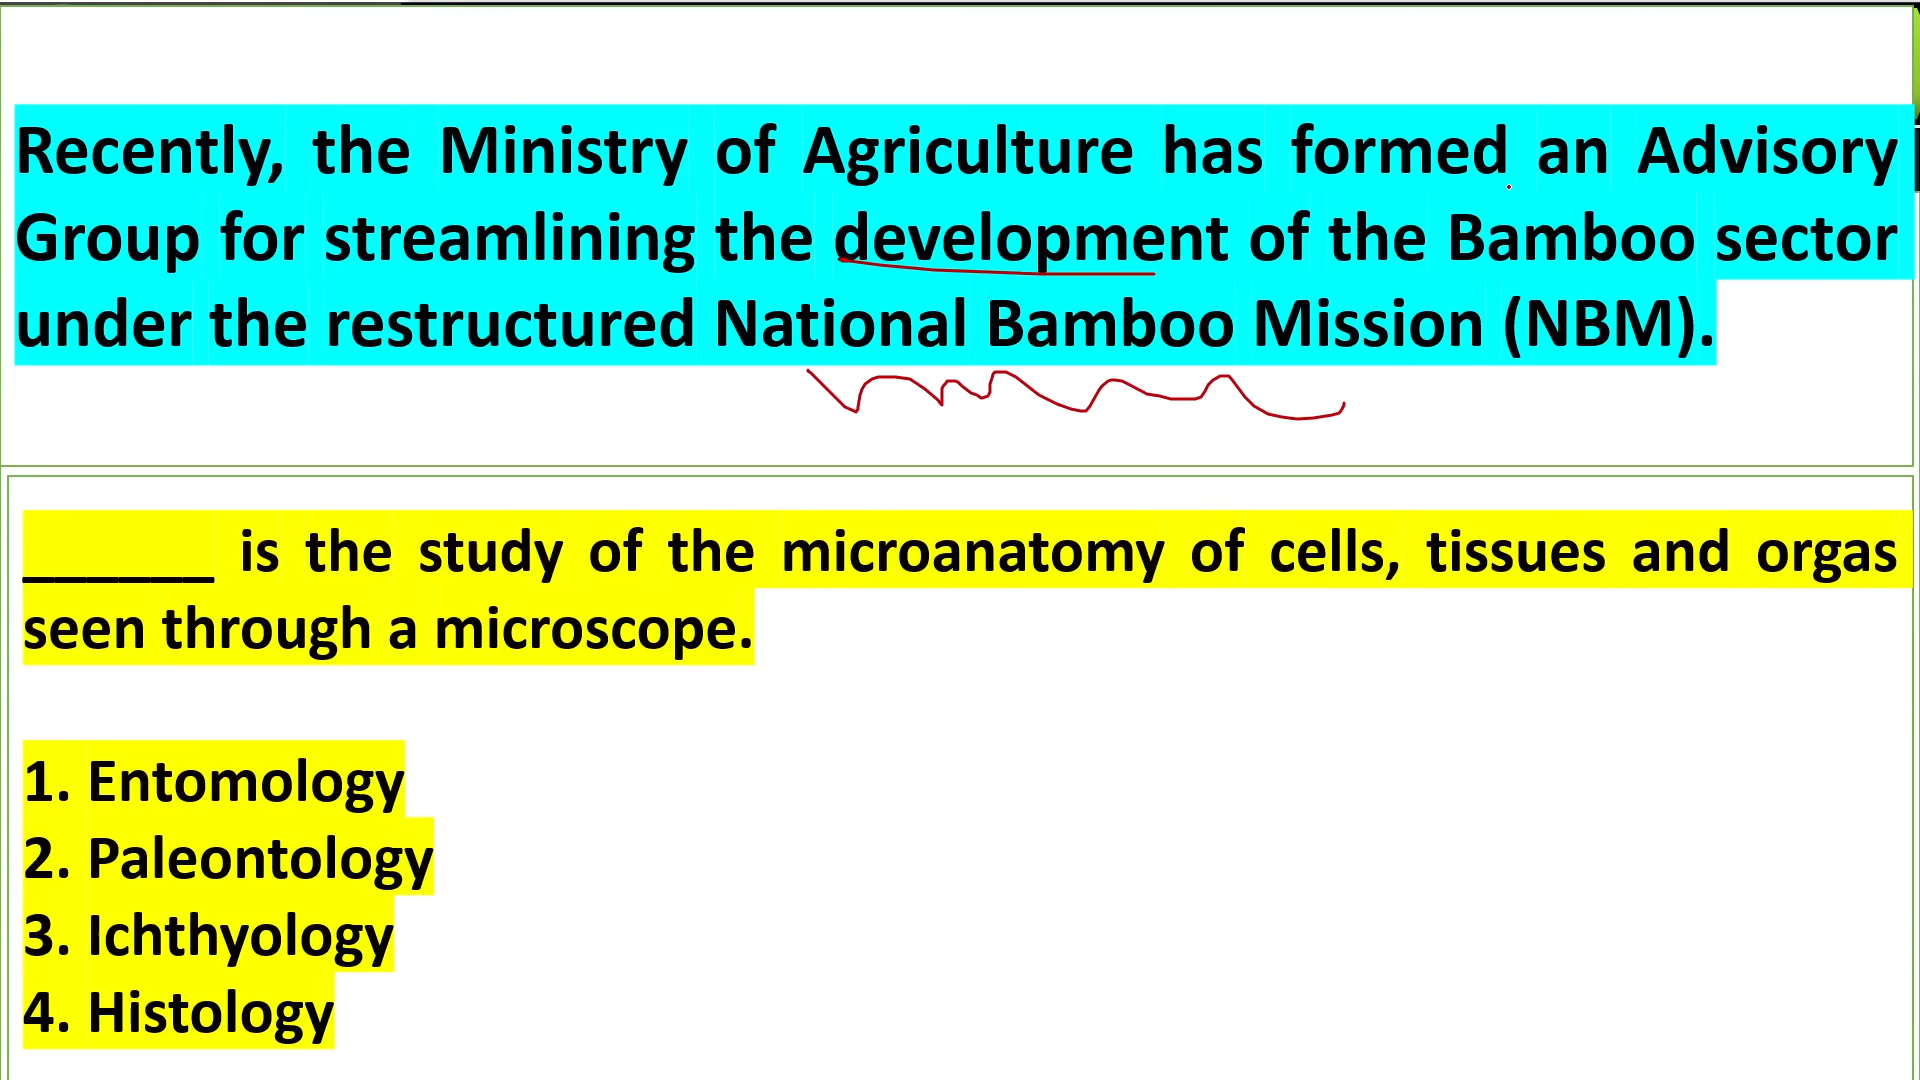 Recently, the Ministry of Agriculture has formed an Advisory
Group for streamlining the development of the Bamboo sector
under the restructured National Bamboo Mission (NBM).
______ is the study of the microanatomy of cells, tissues and orgas
seen through a microscope.
1. Entomology
2. Paleontology
3. Ichthyology
4. Histology